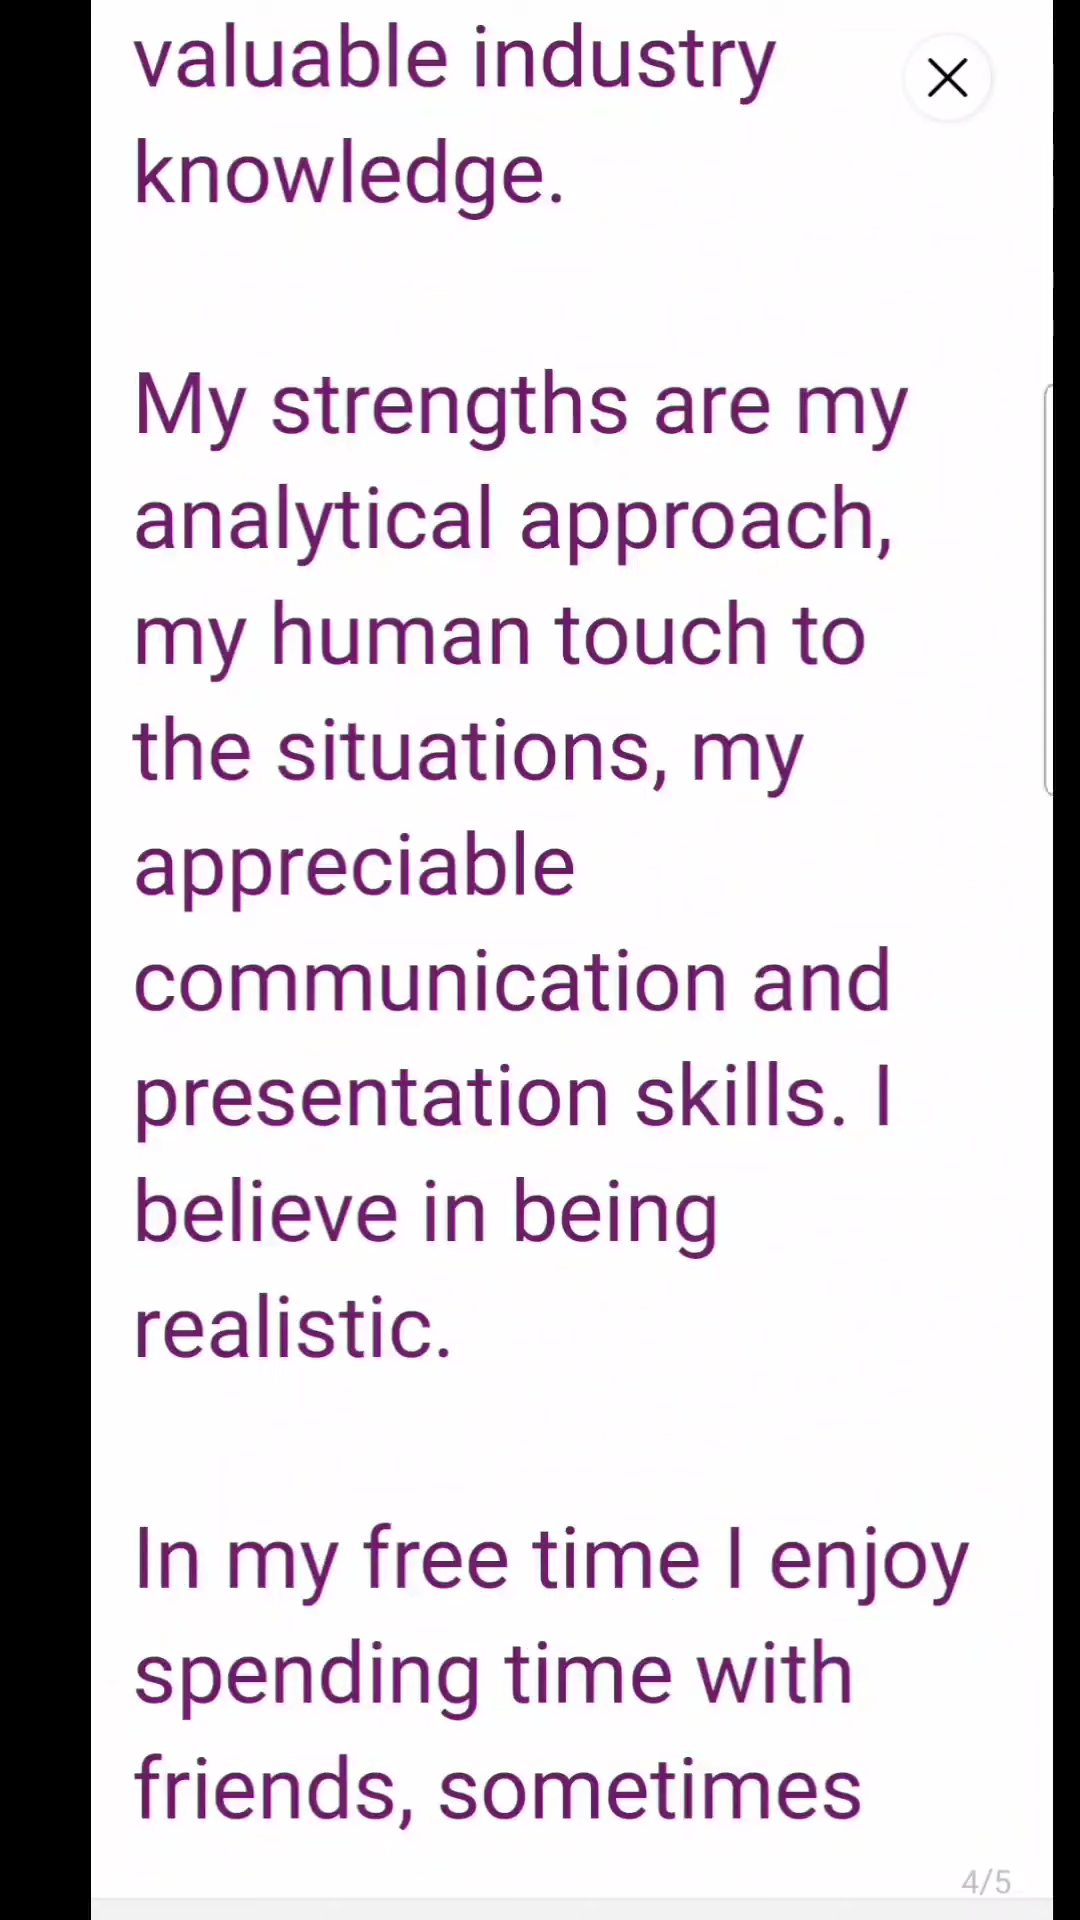 valuable industry
knowledge.
My strengths are my
analytical approach,
my human touch to
the situations, my
appreciable
communication and
presentation skills. I
believe in being
realistic.
In my free time I enjoy
spending time with
friends, sometimes
4/5